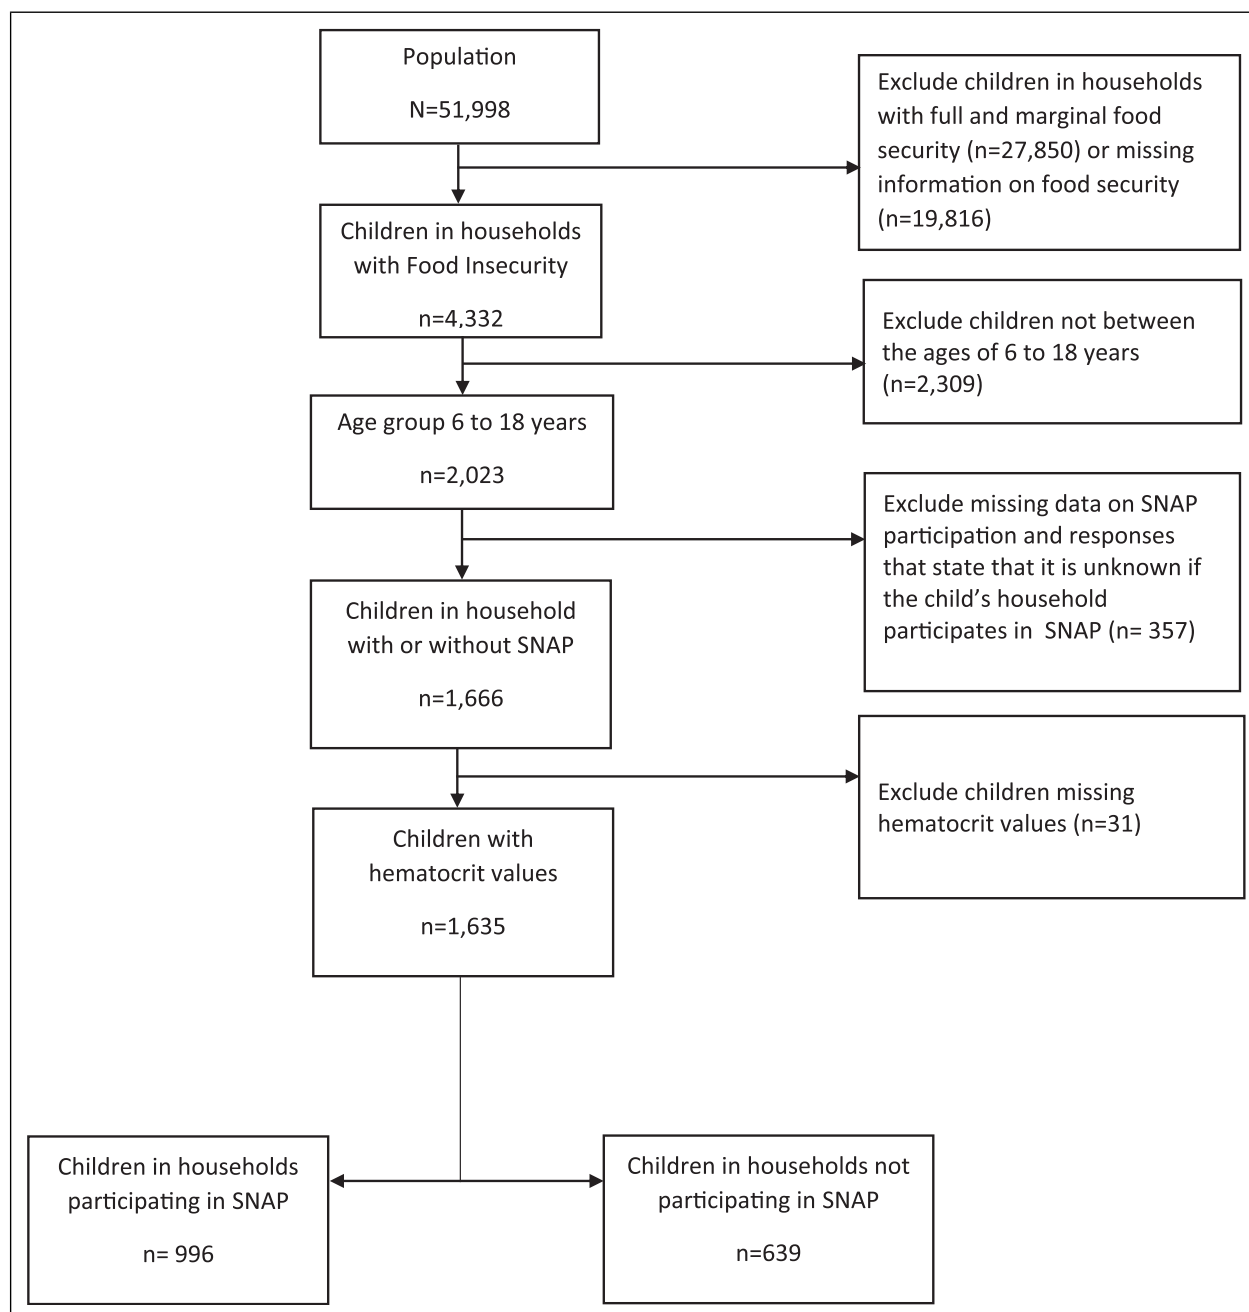 Population
N=51,998
Exclude children in households
with full and marginal food
security (n=27,850) or missing
information on food security
(n=19,816)
Children in households
with Food Insecurity
n=4,332
Exclude children not between
the ages of 6 to 18 years
(n=2,309)
Age group 6 to 18 years
n=2,023
Exclude missing data on SNAP
participation and responses
that state that it is unknown if
the child’s household
participates in SNAP (n= 357)
Children in household
with or without SNAP
n=1,666
Exclude children missing
hematocrit values (n=31)
Children with
hematocrit values
n=1,635
Children in households
participating in SNAP
n= 996
Children in households not
participating in SNAP
n=639